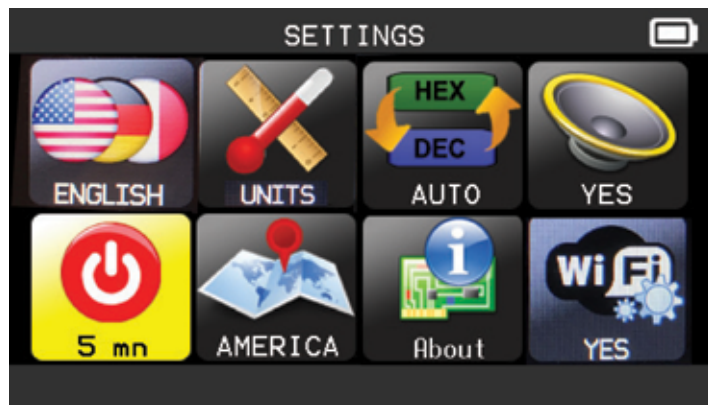 SETTINGS
HEX
DEC
Wi Fi
ENGLISH UNITS AUTO YES
5 mn AMERICA About YES